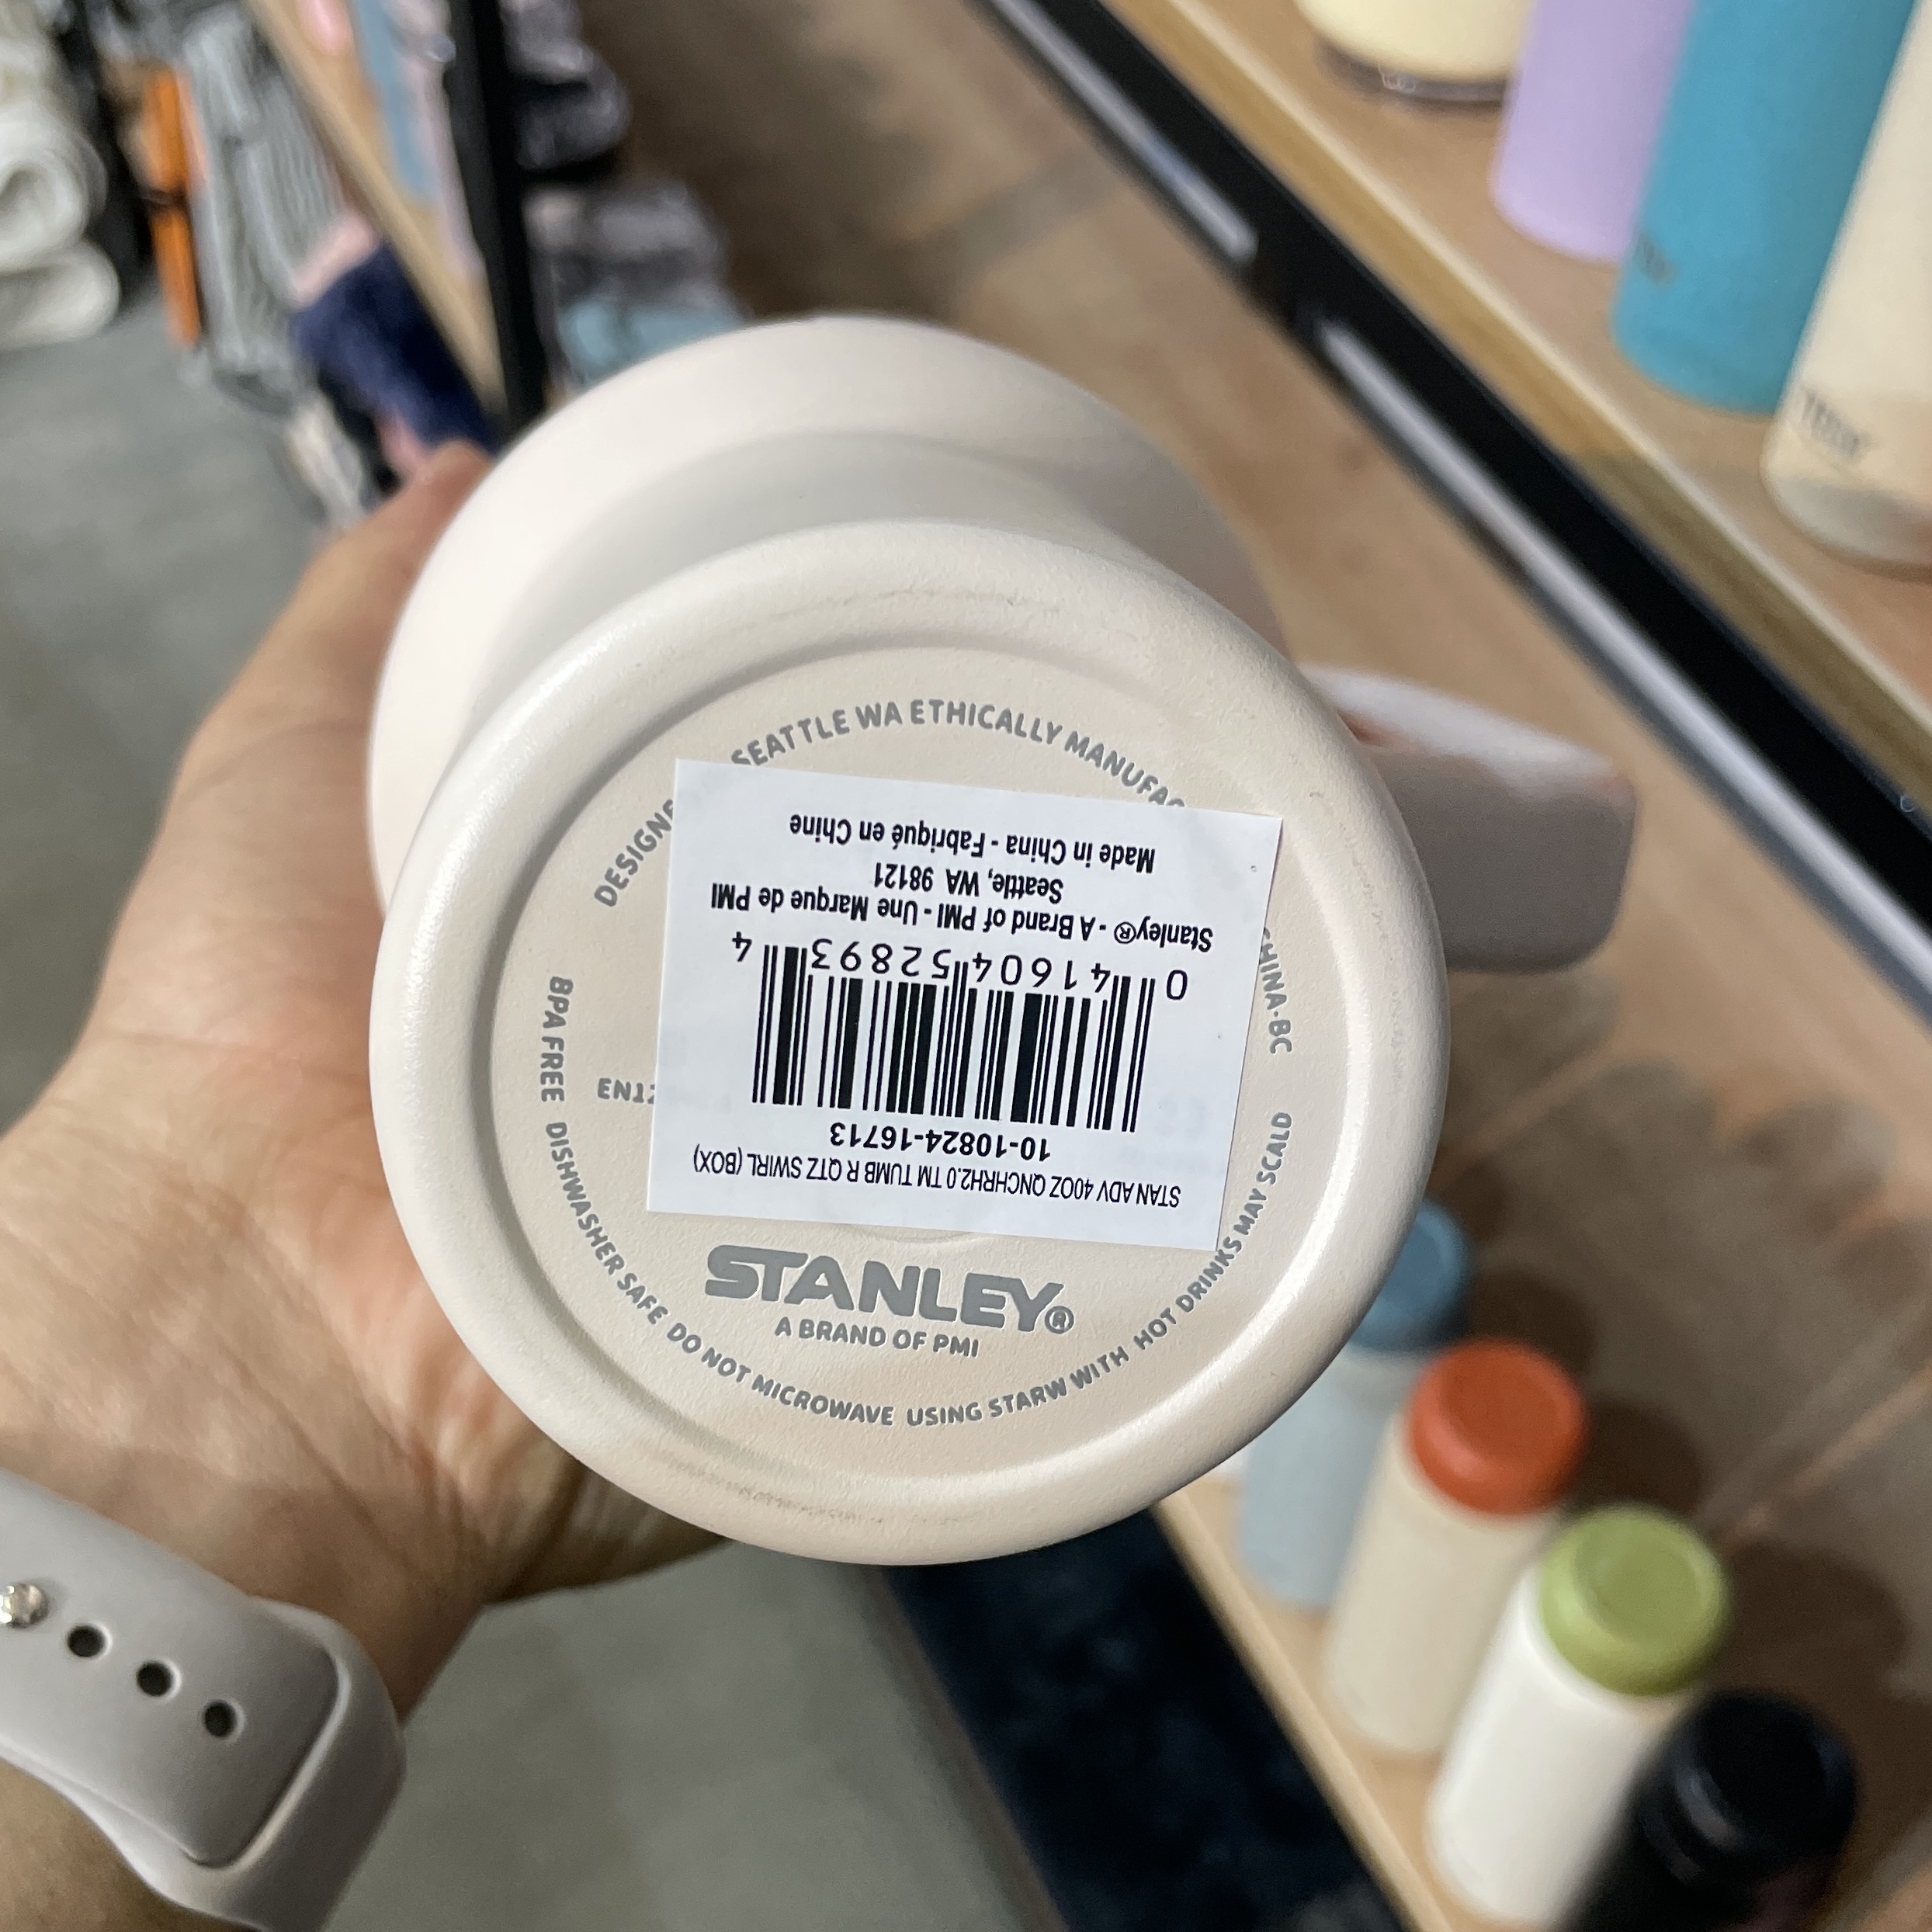 DESIGNE SEATTLE WA ETHICALLY MANUFAC CHINA·BC
BPA FREE DISHWASHER SAFE DO NOT MICROWAVE USING STARW WITH HOT DRINKS MAY SCALD
EN12
STAN ADV 40OZ QNCHRH2.0 TM TUMB R QTZ SWIRL (BOX)
10-10824-16713
0 41604 52893 4
Stanley® - A Brand of PMI - Une Marque de PMI
Seattle, WA 98121
Made in China - Fabriqué en Chine
STANLEY®
A BRAND OF PMI